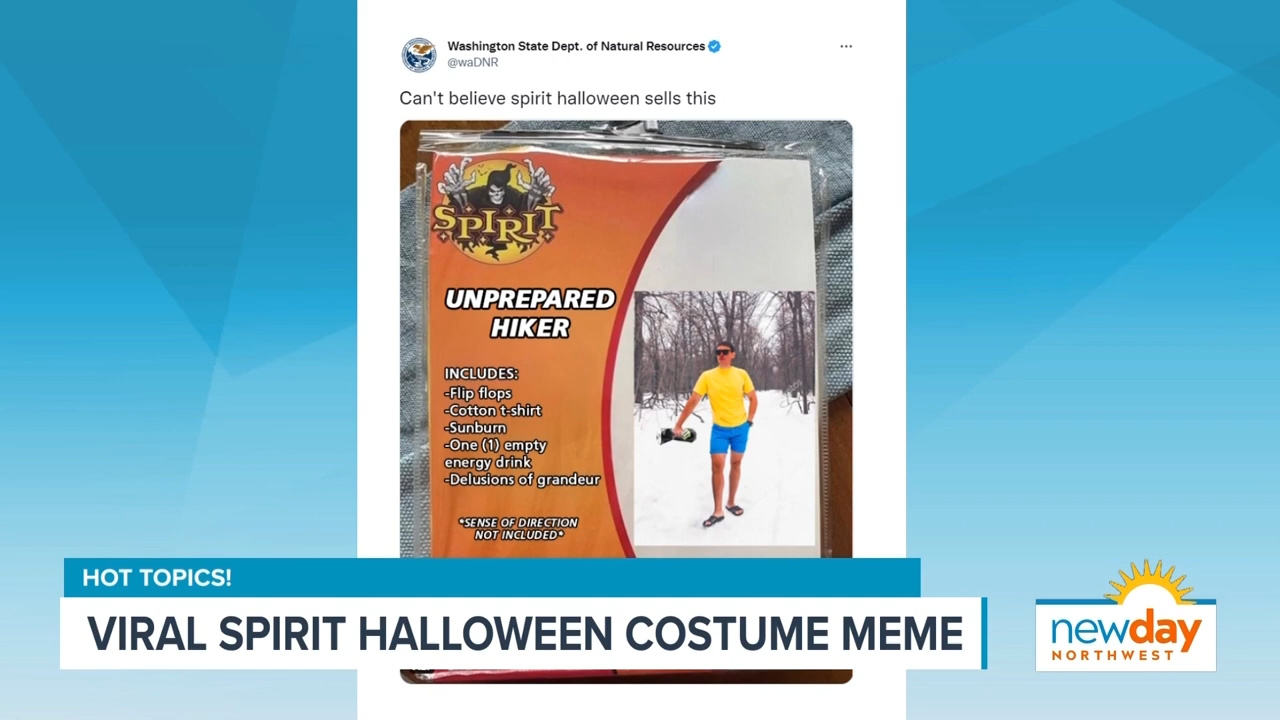 Washington State Dept. of Natural Resources
@waDNR
Can't believe spirit halloween sells this
SPIRIT
UNPREPARED
HIKER
INCLUDES:
-Flip flops
-Cotton t-shirt
-Sunburn
-One (1) empty
energy drink
-Delusions of grandeur
*SENSE OF DIRECTION
NOT INCLUDED*
HOT TOPICS!
VIRAL SPIRIT HALLOWEEN COSTUME MEME
newday
NORTHWEST